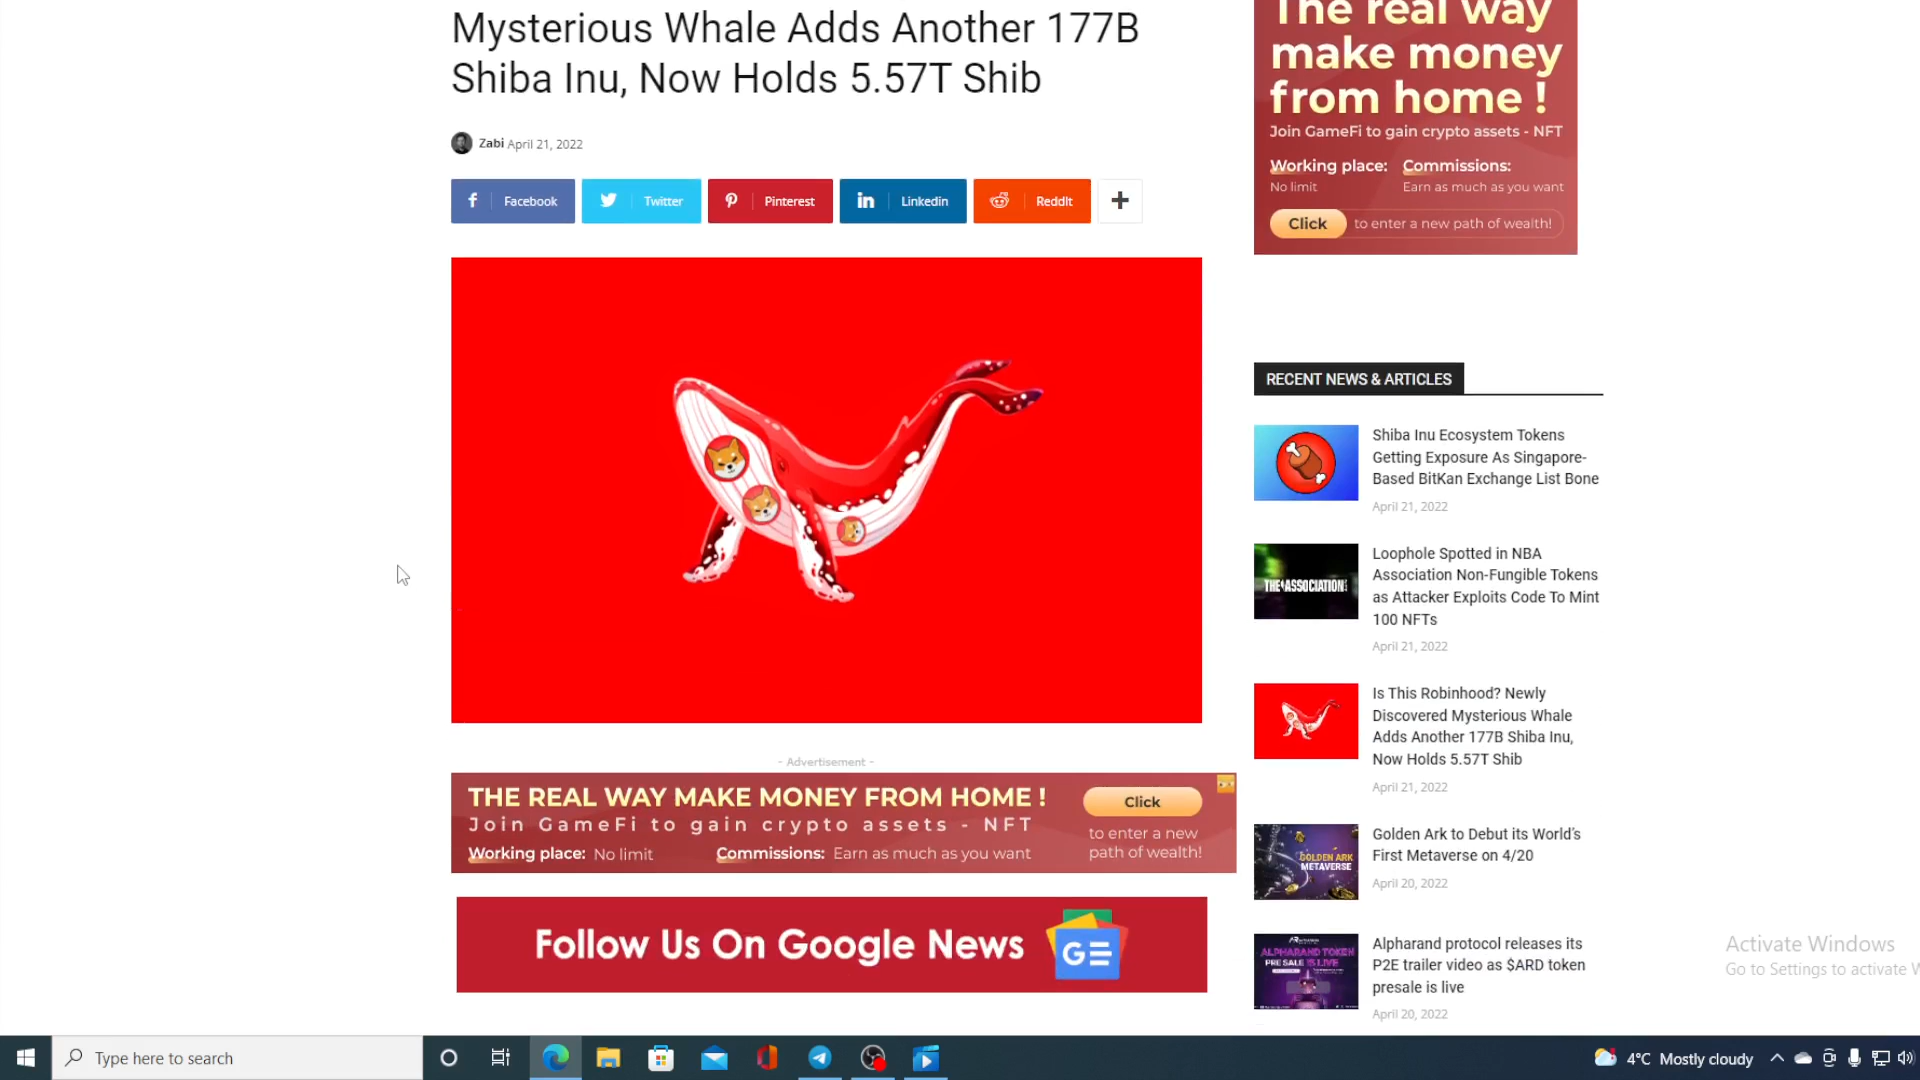 Mysterious Whale Adds Another 177B
Shiba Inu, Now Holds 5.57T Shib
Zabi April 21, 2022
Facebook
Twitter
Pinterest
Linkedin
ReddIt
- Advertisement -
THE REAL WAY MAKE MONEY FROM HOME !
Join GameFi to gain crypto assets - NFT
Working place: No limit
Commissions: Earn as much as you want
Click
to enter a new
path of wealth!
Follow Us On Google News
GE
The real way
make money
from home !
Join GameFi to gain crypto assets - NFT
Working place:
No limit
Commissions:
Earn as much as you want
Click to enter a new path of wealth!
RECENT NEWS & ARTICLES
Shiba Inu Ecosystem Tokens
Getting Exposure As Singapore-
Based BitKan Exchange List Bone
April 21, 2022
THE ASSOCIATION
Loophole Spotted in NBA
Association Non-Fungible Tokens
as Attacker Exploits Code To Mint
100 NFTs
April 21, 2022
Is This Robinhood? Newly
Discovered Mysterious Whale
Adds Another 177B Shiba Inu,
Now Holds 5.57T Shib
April 21, 2022
GOLDEN ARK
METAVERSE
Golden Ark to Debut its World's
First Metaverse on 4/20
April 20, 2022
ALPHARAND TOKEN
PRE SALE IS LIVE
Alpharand protocol releases its
P2E trailer video as $ARD token
presale is live
April 20, 2022
Activate Windows
Go to Settings to activate W
Type here to search
4°C Mostly cloudy